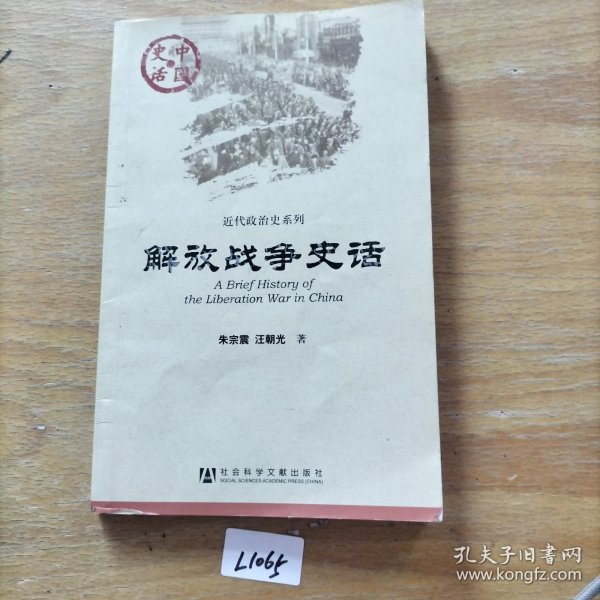 中国
史话
近代政治史系列
解放战争史话
A Brief History of
the Liberation War in China
朱宗震 汪朝光 著
社会科学文献出版社
SOCIAL SCIENCES ACADEMIC PRESS (CHINA)
L1065
孔夫子旧书网
www.kongfz.com